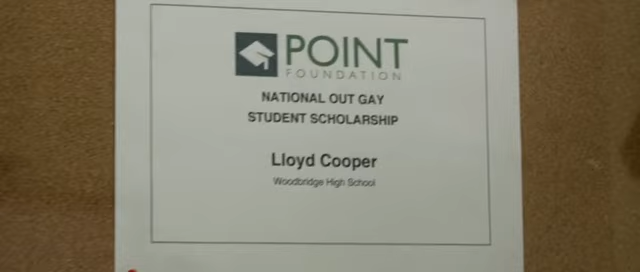 POINT
FOUNDATION
NATIONAL OUT GAY
STUDENT SCHOLARSHIP
Lloyd Cooper
Woodbridge High School